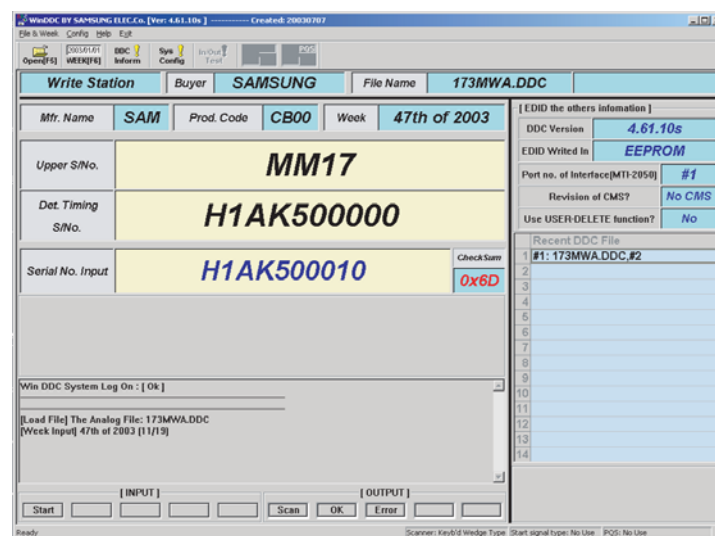 WinDDC BY SAMSUNG ELEC.Co. [Ver: 4.61.10s ] ----------- Created: 20030707
File & Week Config Help Exit
Open[F5] 2003/01/01 WEEK[F6] DDC Inform Sys Config In/Out Test PQS
Write Station Buyer SAMSUNG File Name 173MWA.DDC
Mfr. Name SAM Prod. Code CB00 Week 47th of 2003
Upper S/No. MM17
Det. Timing S/No. H1AK500000
Serial No. Input H1AK500010 CheckSum 0x6D
[ EDID the others infomation ]
DDC Version 4.61.10s
EDID Writed In EEPROM
Port no. of Interface(MTI-2050) #1
Revision of CMS? No CMS
Use USER-DELETE function? No
Recent DDC File
1 #1: 173MWA.DDC,#2
2
3
4
5
6
7
8
9
10
11
12
13
14
Win DDC System Log On : [ Ok ]
[Load File] The Analog File: 173MWA.DDC
[Week Input] 47th of 2003 (11/19)
[ INPUT ] [ OUTPUT ]
Start Scan OK Error
Ready Scanner: Keyb'd Wedge Type Start signal type: No Use PQS: No Use